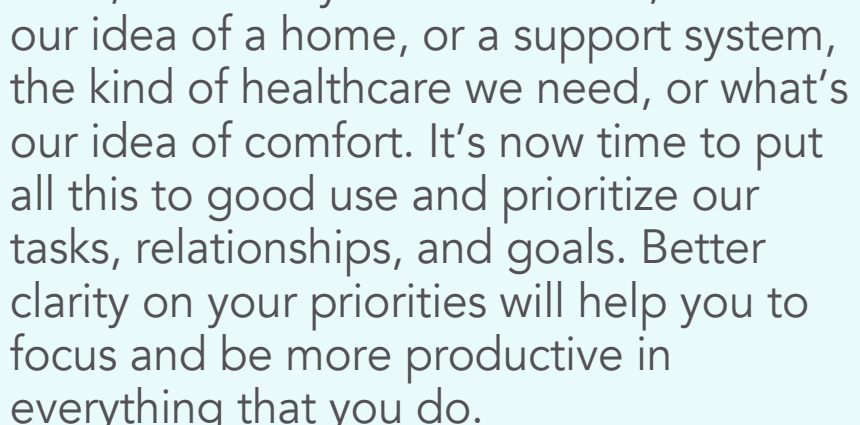 our idea of a home, or a support system,
the kind of healthcare we need, or what's
our idea of comfort. It's now time to put
all this to good use and prioritize our
tasks, relationships, and goals. Better
clarity on your priorities will help you to
focus and be more productive in
everything that you do.